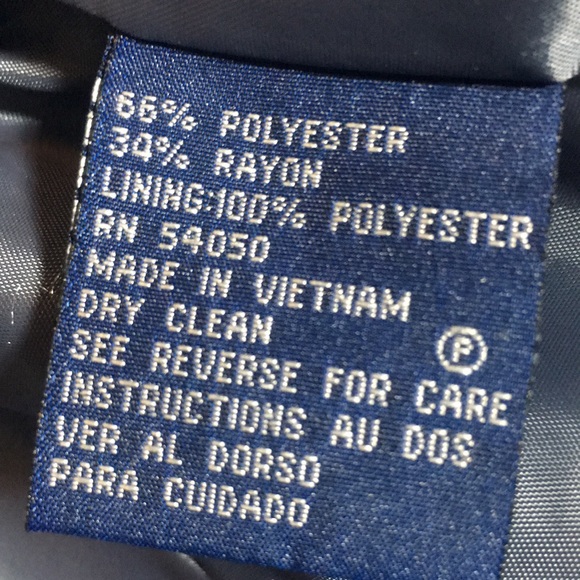 66% POLYESTER
34% RAYON
LINING:100% POLYESTER
RN 54050
MADE IN VIETNAM
DRY CLEAN
P
SEE REVERSE FOR CARE
INSTRUCTIONS AU DOS
VER AL DORSO
PARA CUIDADO